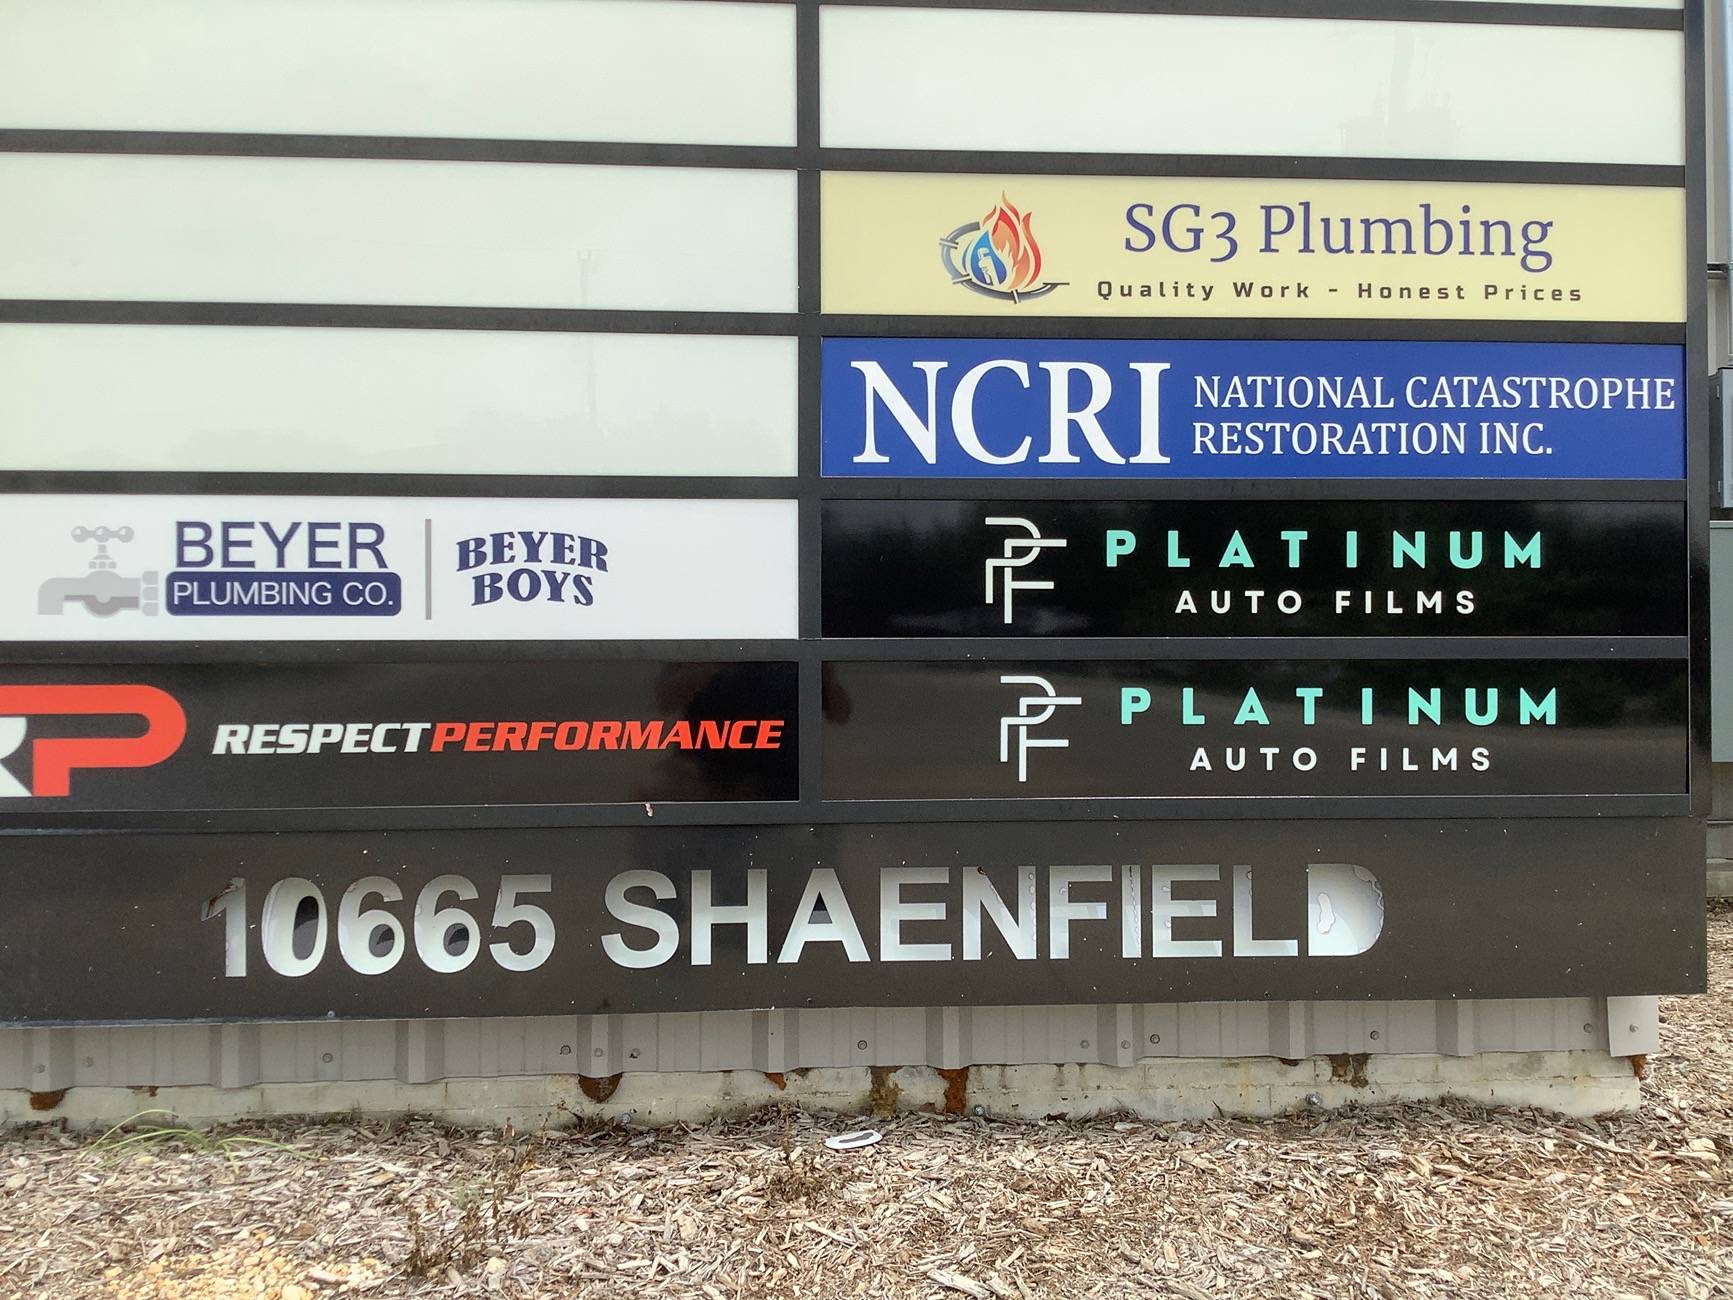 SG3 Plumbing
Quality Work - Honest Prices
NCRI NATIONAL CATASTROPHE
RESTORATION INC.
BEYER
PLUMBING CO.
BEYER
BOYS
PLATINUM
AUTO FILMS
RP RESPECTPERFORMANCE
PLATINUM
AUTO FILMS
10665 SHAENFIELD